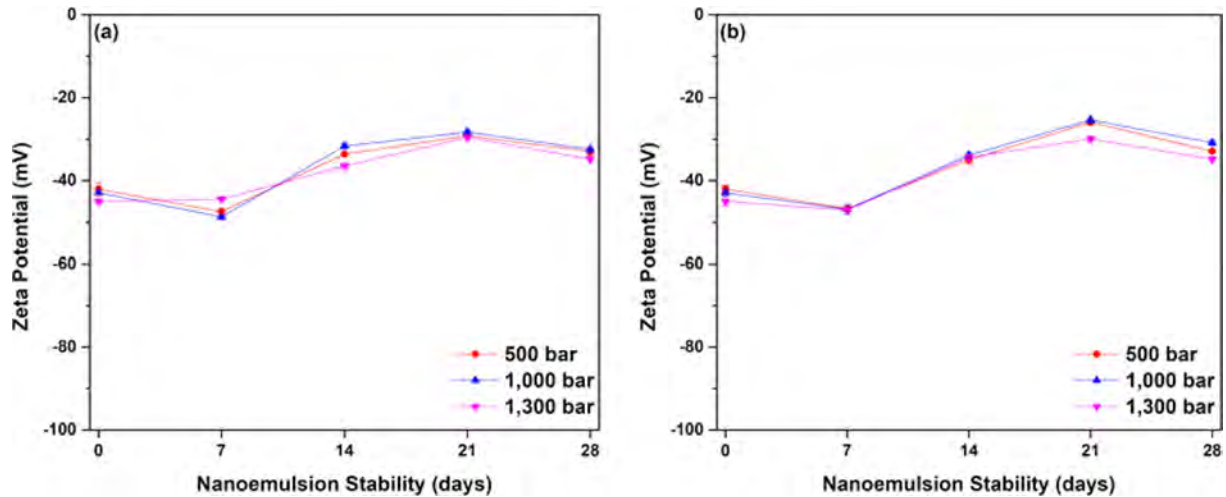 (a)
0
-20
-40
-60
-80
-100
Zeta Potential (mV)
500 bar
1,000 bar
1,300 bar
0 7 14 21 28
Nanoemulsion Stability (days)
(b)
0
-20
-40
-60
-80
-100
Zeta Potential (mV)
500 bar
1,000 bar
1,300 bar
0 7 14 21 28
Nanoemulsion Stability (days)